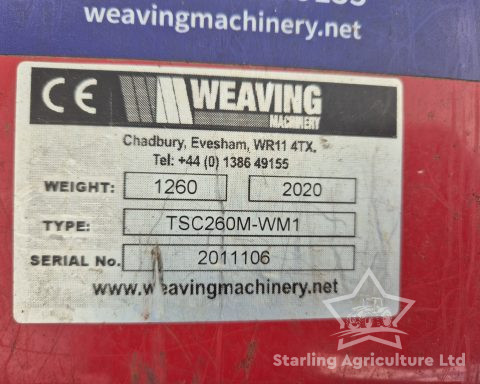 weavingmachinery.net
CE WEAVING
MACHINERY
Chadbury, Evesham, WR11 4TX,
Tel: +44 (0) 1386 49155
WEIGHT: 1260 2020
TYPE: TSC260M-WM1
SERIAL No. 2011106
www.weavingmachinery.net
Starling Agriculture Ltd